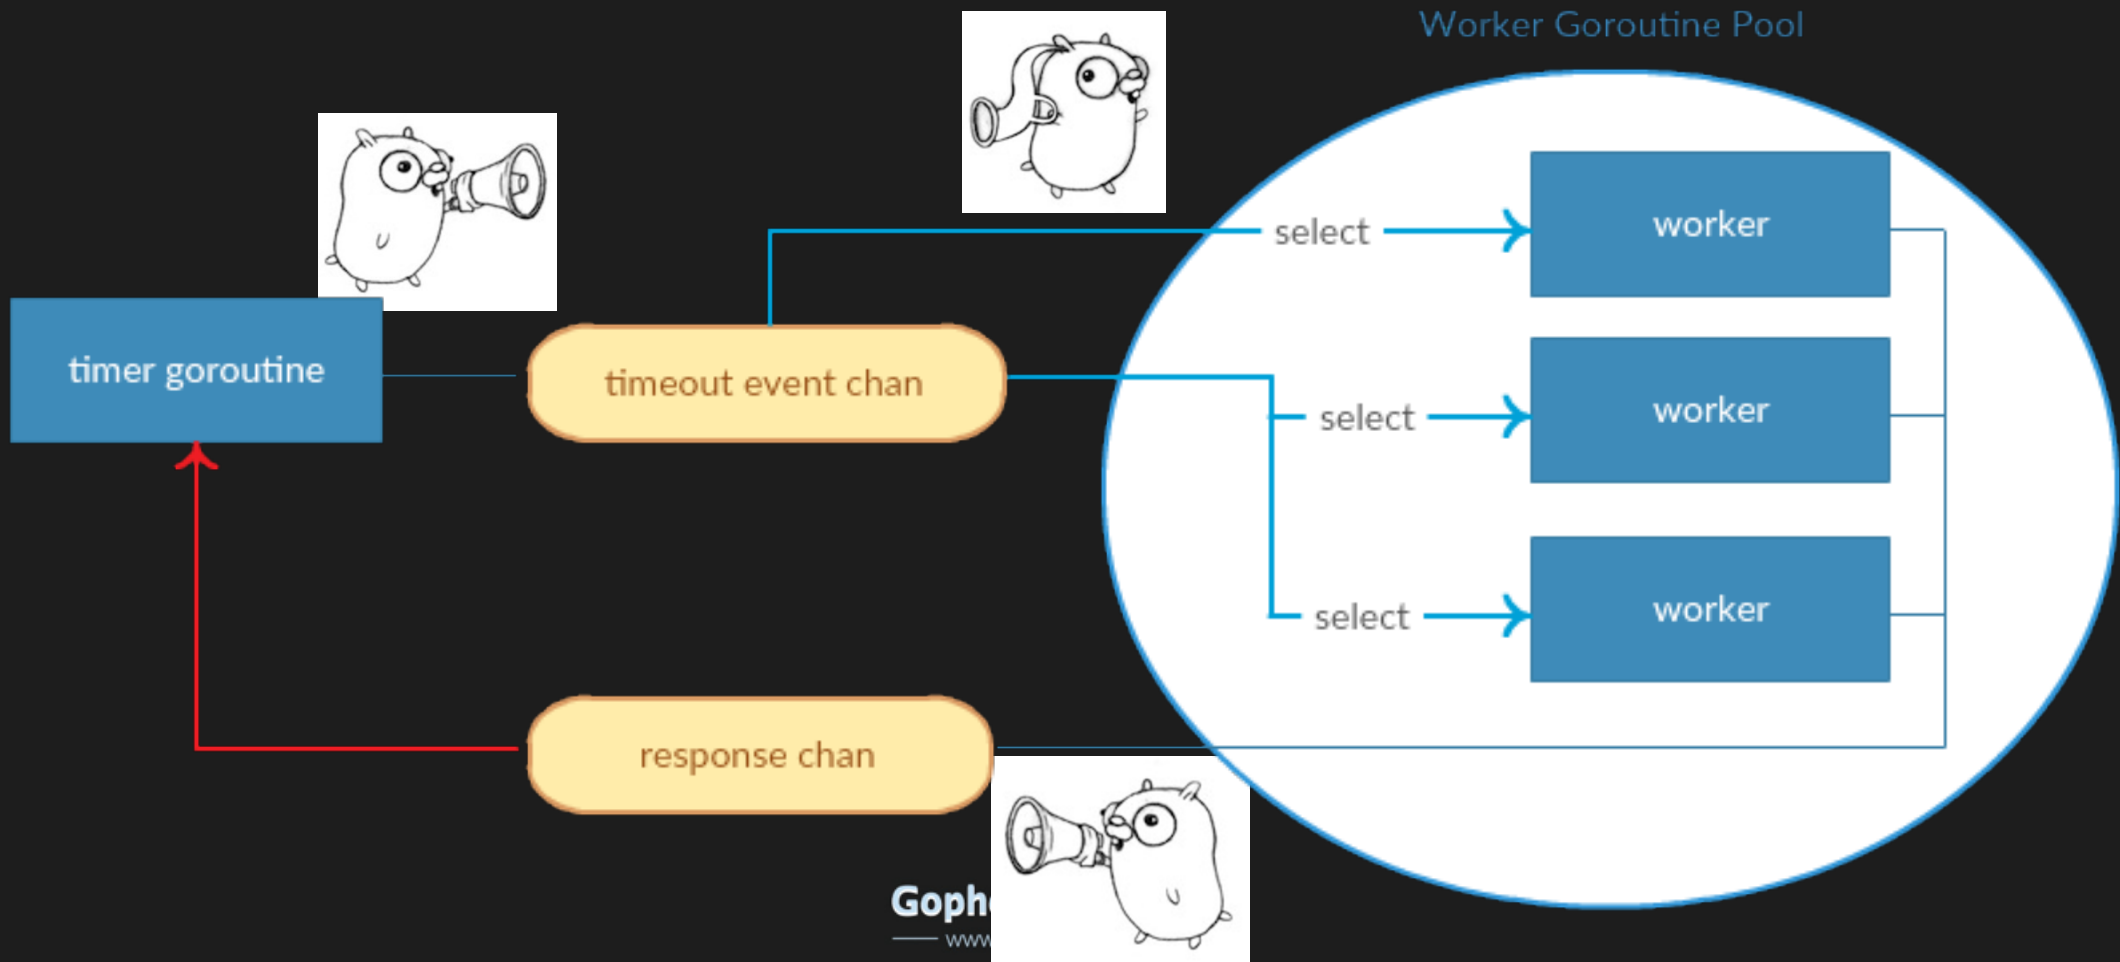 Worker Goroutine Pool
select
worker
timer goroutine
timeout event chan
select
worker
select
worker
response chan